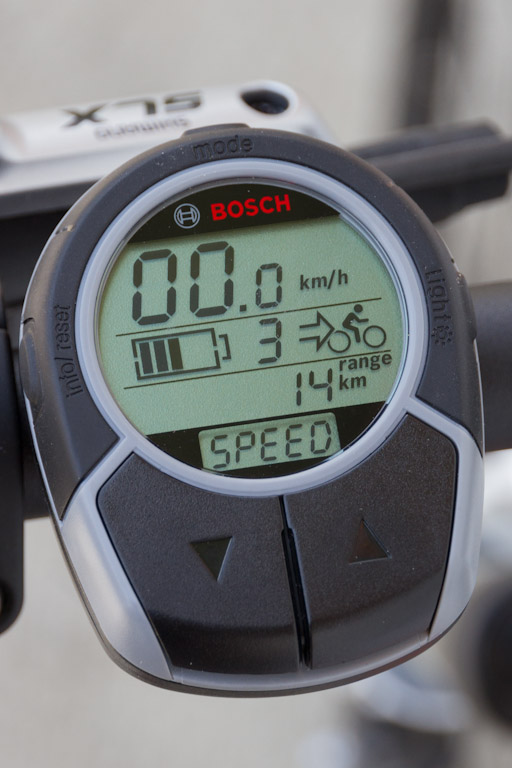 SLX
SHIMANO
mode
BOSCH
00.0 km/h
light
info/reset
3
range
14 km
SPEED